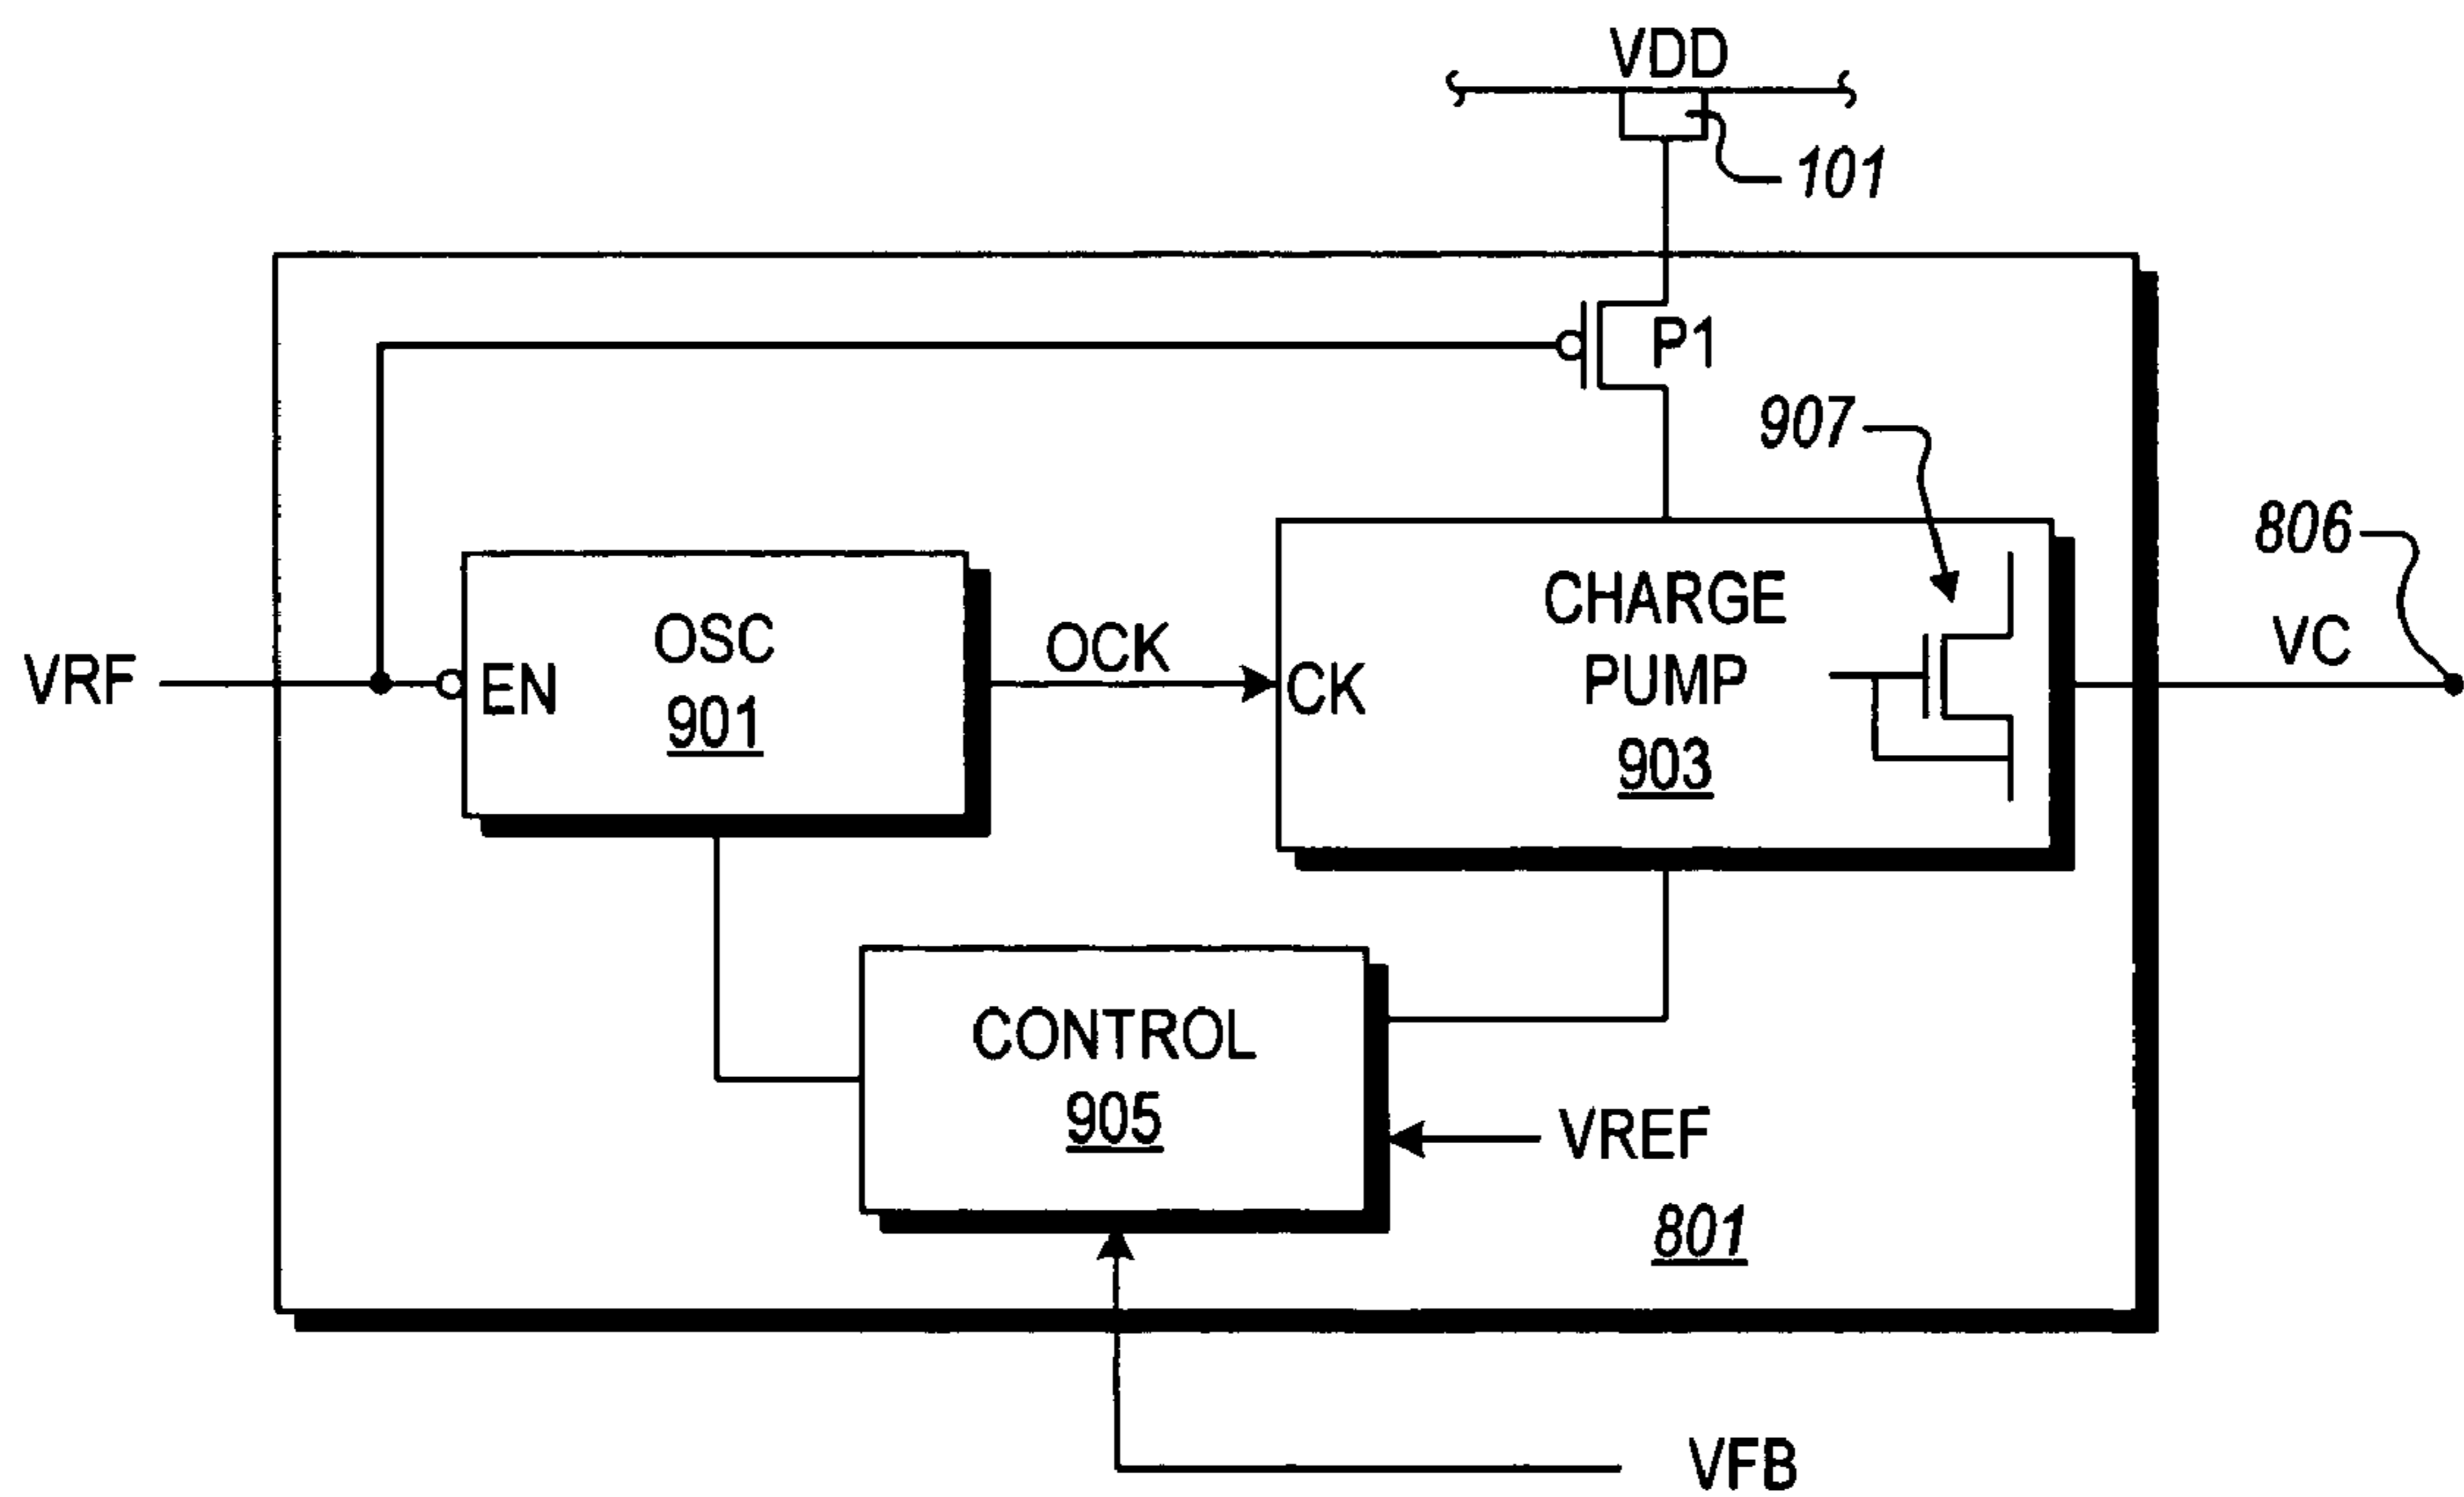 VDD
101
P1
907
806
OSC
901
EN
VRF
OCK
CHARGE
PUMP
903
CK
VC
CONTROL
905
VREF
801
VFB